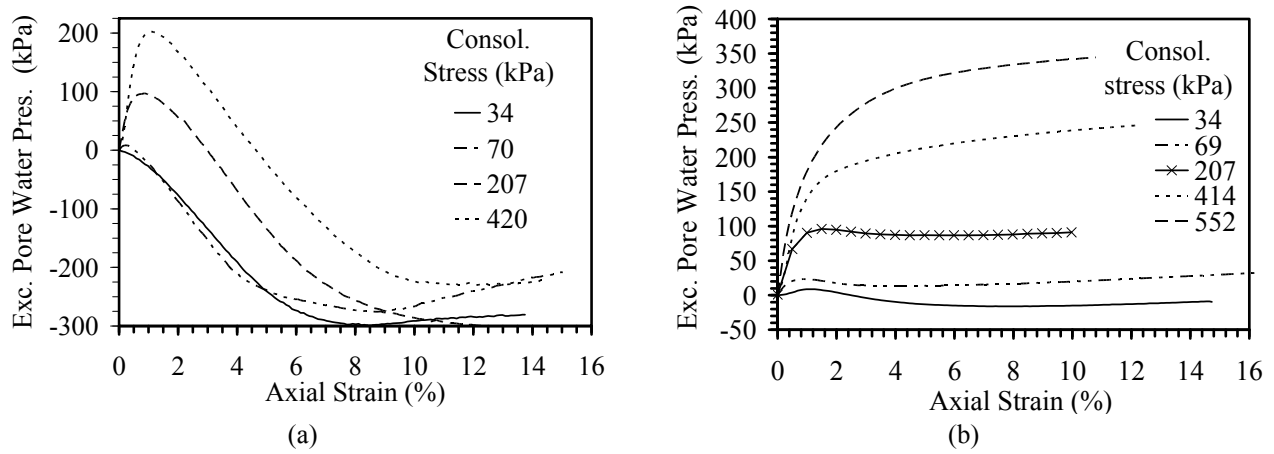 Exc. Pore Water Pres. (kPa)
200
100
0
-100
-200
-300
Consol.
Stress (kPa)
34
70
207
420
0 2 4 6 8 10 12 14 16
Axial Strain (%)
(a)
Exc. Pore Water Press. (kPa)
400
350
300
250
200
150
100
50
0
-50
Consol.
stress (kPa)
34
69
207
414
552
0 2 4 6 8 10 12 14 16
Axial Strain (%)
(b)